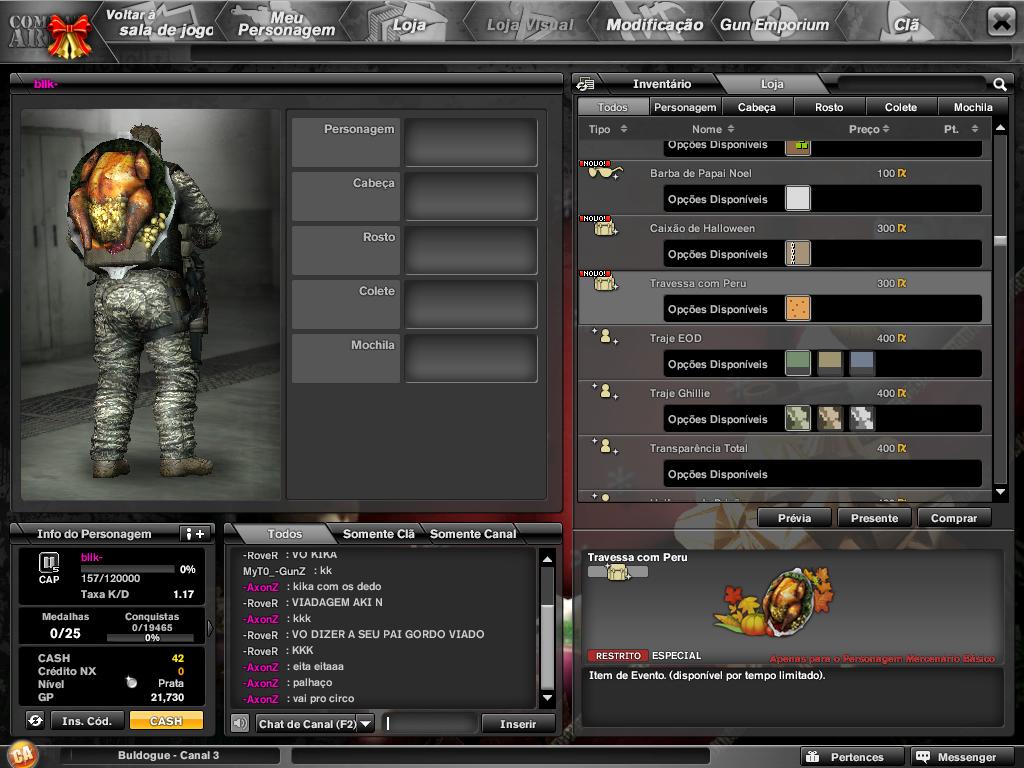 COM
AR
Voltar à
sala de jogo
Meu
Personagem
Loja
Loja Visual
Modificação
Gun Emporium
Clã
blik-
Personagem
Cabeça
Rosto
Colete
Mochila
Inventário
Loja
Todos
Personagem
Cabeça
Rosto
Colete
Mochila
Tipo
Nome
Preço
Pt.
Opções Disponíveis
NOVO!
Barba de Papai Noel
100
Opções Disponíveis
NOVO!
Caixão de Halloween
300
Opções Disponíveis
NOVO!
Travessa com Peru
300
Opções Disponíveis
Traje EOD
400
Opções Disponíveis
Traje Ghillie
400
Opções Disponíveis
Transparência Total
400
Opções Disponíveis
Prévia
Presente
Comprar
Info do Personagem
CAP
blik-
0%
157/120000
Taxa K/D
1.17
Medalhas
0/25
Conquistas
0/19465
0%
CASH
42
Crédito NX
0
Nível
Prata
GP
21,730
Ins. Cód.
CASH
Todos
Somente Clã
Somente Canal
-RoveR : VO KIKA
MyT0_-GunZ : kk
-AxonZ : kika com os dedo
-RoveR : VIADAGEM AKI N
-AxonZ : kkk
-RoveR : VO DIZER A SEU PAI GORDO VIADO
-RoveR : KKK
-AxonZ : eita eitaaa
-AxonZ : palhaço
-AxonZ : vai pro circo
Chat de Canal (F2)
Inserir
Travessa com Peru
RESTRITO
ESPECIAL
Apenas para o Personagem Mercenário Básico
Item de Evento. (disponível por tempo limitado).
CA
Buldogue - Canal 3
Pertences
Messenger